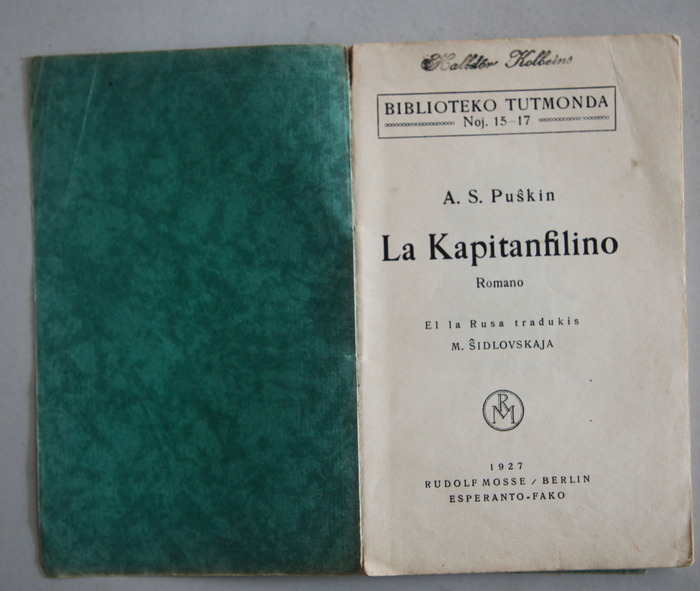 Halldór Kolbeins
BIBLIOTEKO TUTMONDA
Noj. 15-17
A. S. Puŝkin
La Kapitanfilino
Romano
El la Rusa tradukis
M. ŜIDLOVSKAJA
RM
1927
RUDOLF MOSSE / BERLIN
ESPERANTO-FAKO